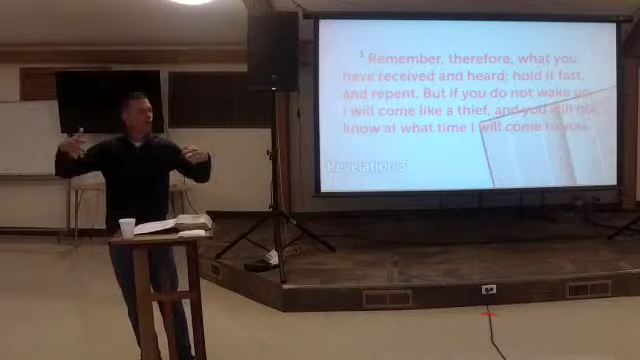 3 Remember, therefore, what you
have received and heard; hold it fast,
and repent. But if you do not wake up,
I will come like a thief, and you will not
know at what time I will come to you.
Revelation 3